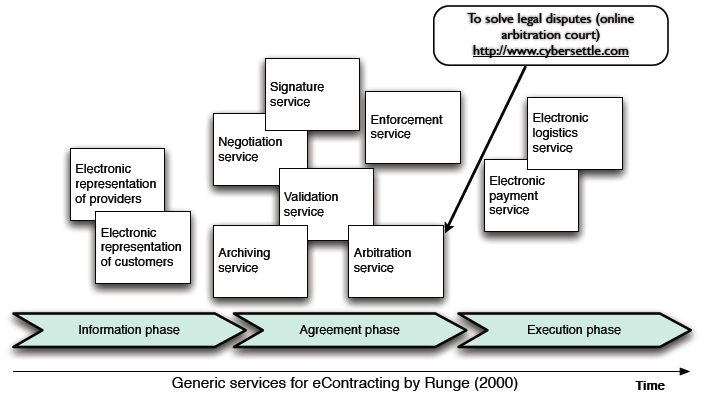 To solve legal disputes (online
arbitration court)
http://www.cybersettle.com
Signature
service
Negotiation
service
Enforcement
service
Electronic
logistics
service
Electronic
representation
of providers
Validation
service
Electronic
payment
service
Electronic
representation
of customers
Archiving
service
Arbitration
service
Information phase
Agreement phase
Execution phase
Generic services for eContracting by Runge (2000)
Time